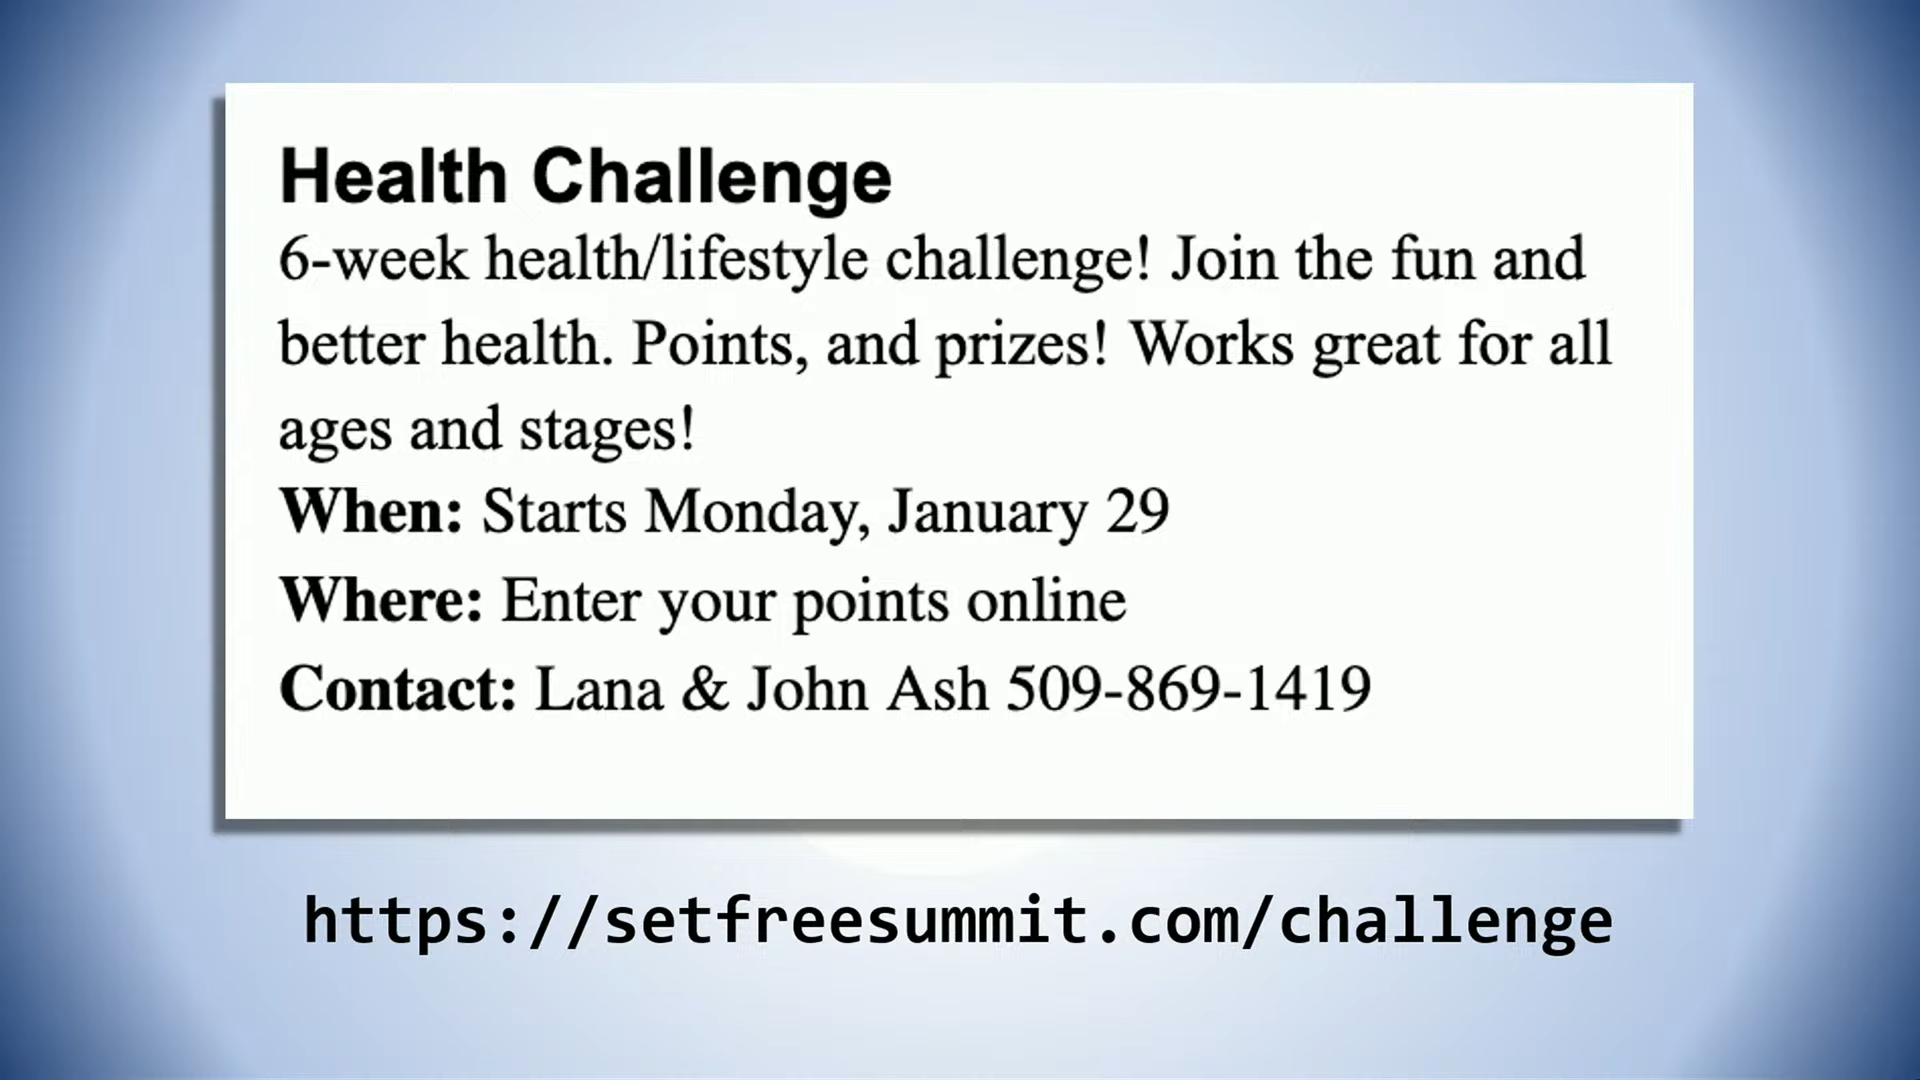 Health Challenge
6-week health/lifestyle challenge! Join the fun and
better health. Points, and prizes! Works great for all
ages and stages!
When: Starts Monday, January 29
Where: Enter your points online
Contact: Lana & John Ash 509-869-1419
https://setfreesummit.com/challenge